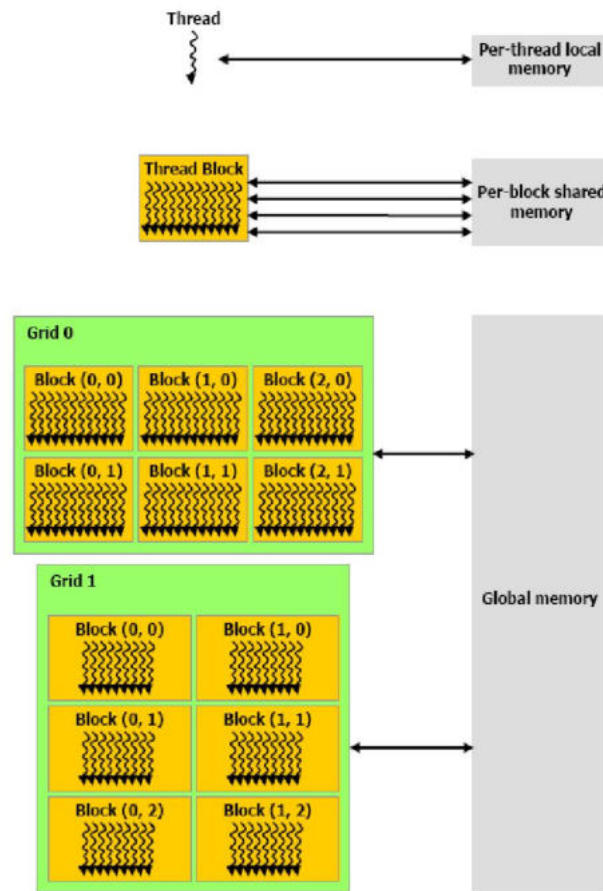 Thread
Per-thread local
memory
Thread Block
Per-block shared
memory
Grid 0
Block (0, 0)
Block (1, 0)
Block (2, 0)
Block (0, 1)
Block (1, 1)
Block (2, 1)
Grid 1
Block (0, 0)
Block (1, 0)
Block (0, 1)
Block (1, 1)
Block (0, 2)
Block (1, 2)
Global memory